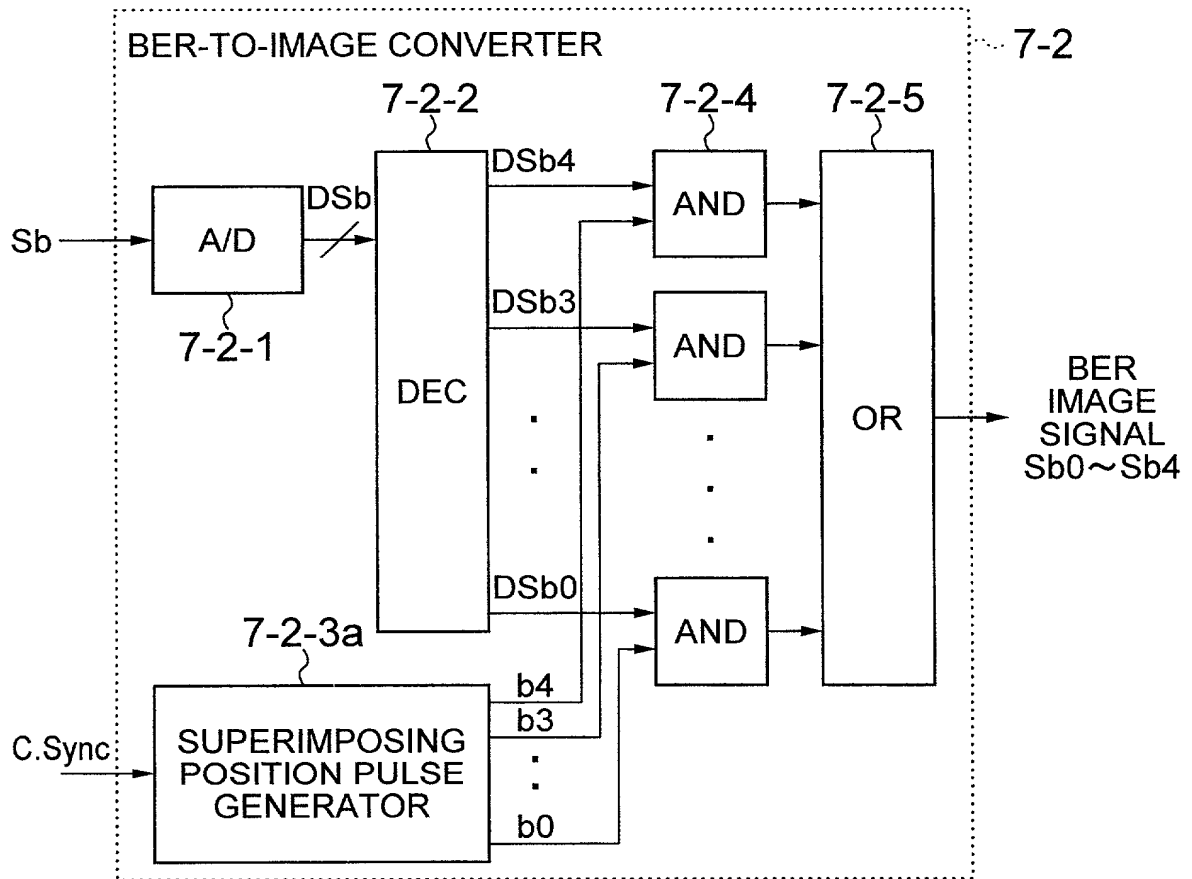 BER-TO-IMAGE CONVERTER
7-2
7-2-2
7-2-4
7-2-5
DSb4
AND
DSb
Sb
A/D
7-2-1
DSb3
AND
DEC
OR
BER
IMAGE
SIGNAL
Sb0～Sb4
DSb0
AND
7-2-3a
b4
b3
C.Sync
SUPERIMPOSING
POSITION PULSE
GENERATOR
b0